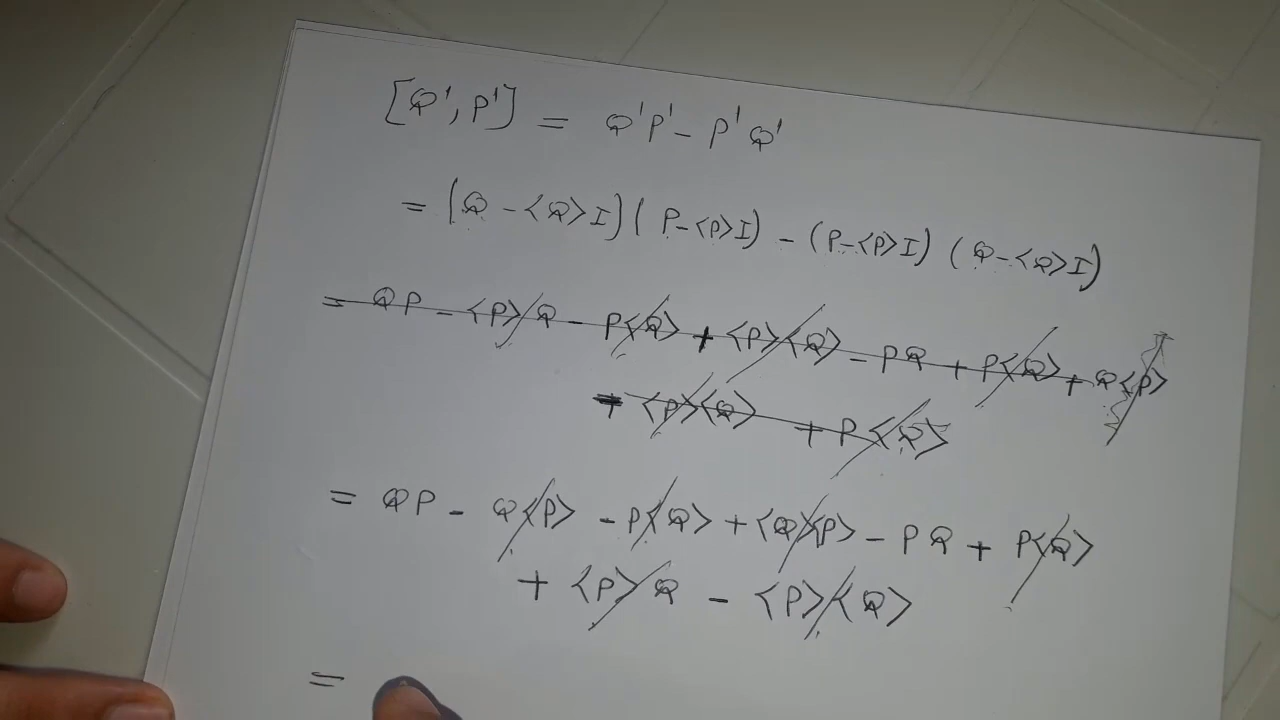 [Q', P'] = Q'P' - P'Q'
= (Q - <Q>I)(P - <P>I) - (P - <P>I)(Q - <Q>I)
= QP - <P>Q - P<Q> + <P><Q> - PQ + P<Q> + Q<P>
+ <P><Q> + P<Q>
= QP - Q<P> - P<Q> + <Q><P> - PQ + P<Q>
+ <P>Q - <P><Q>
=